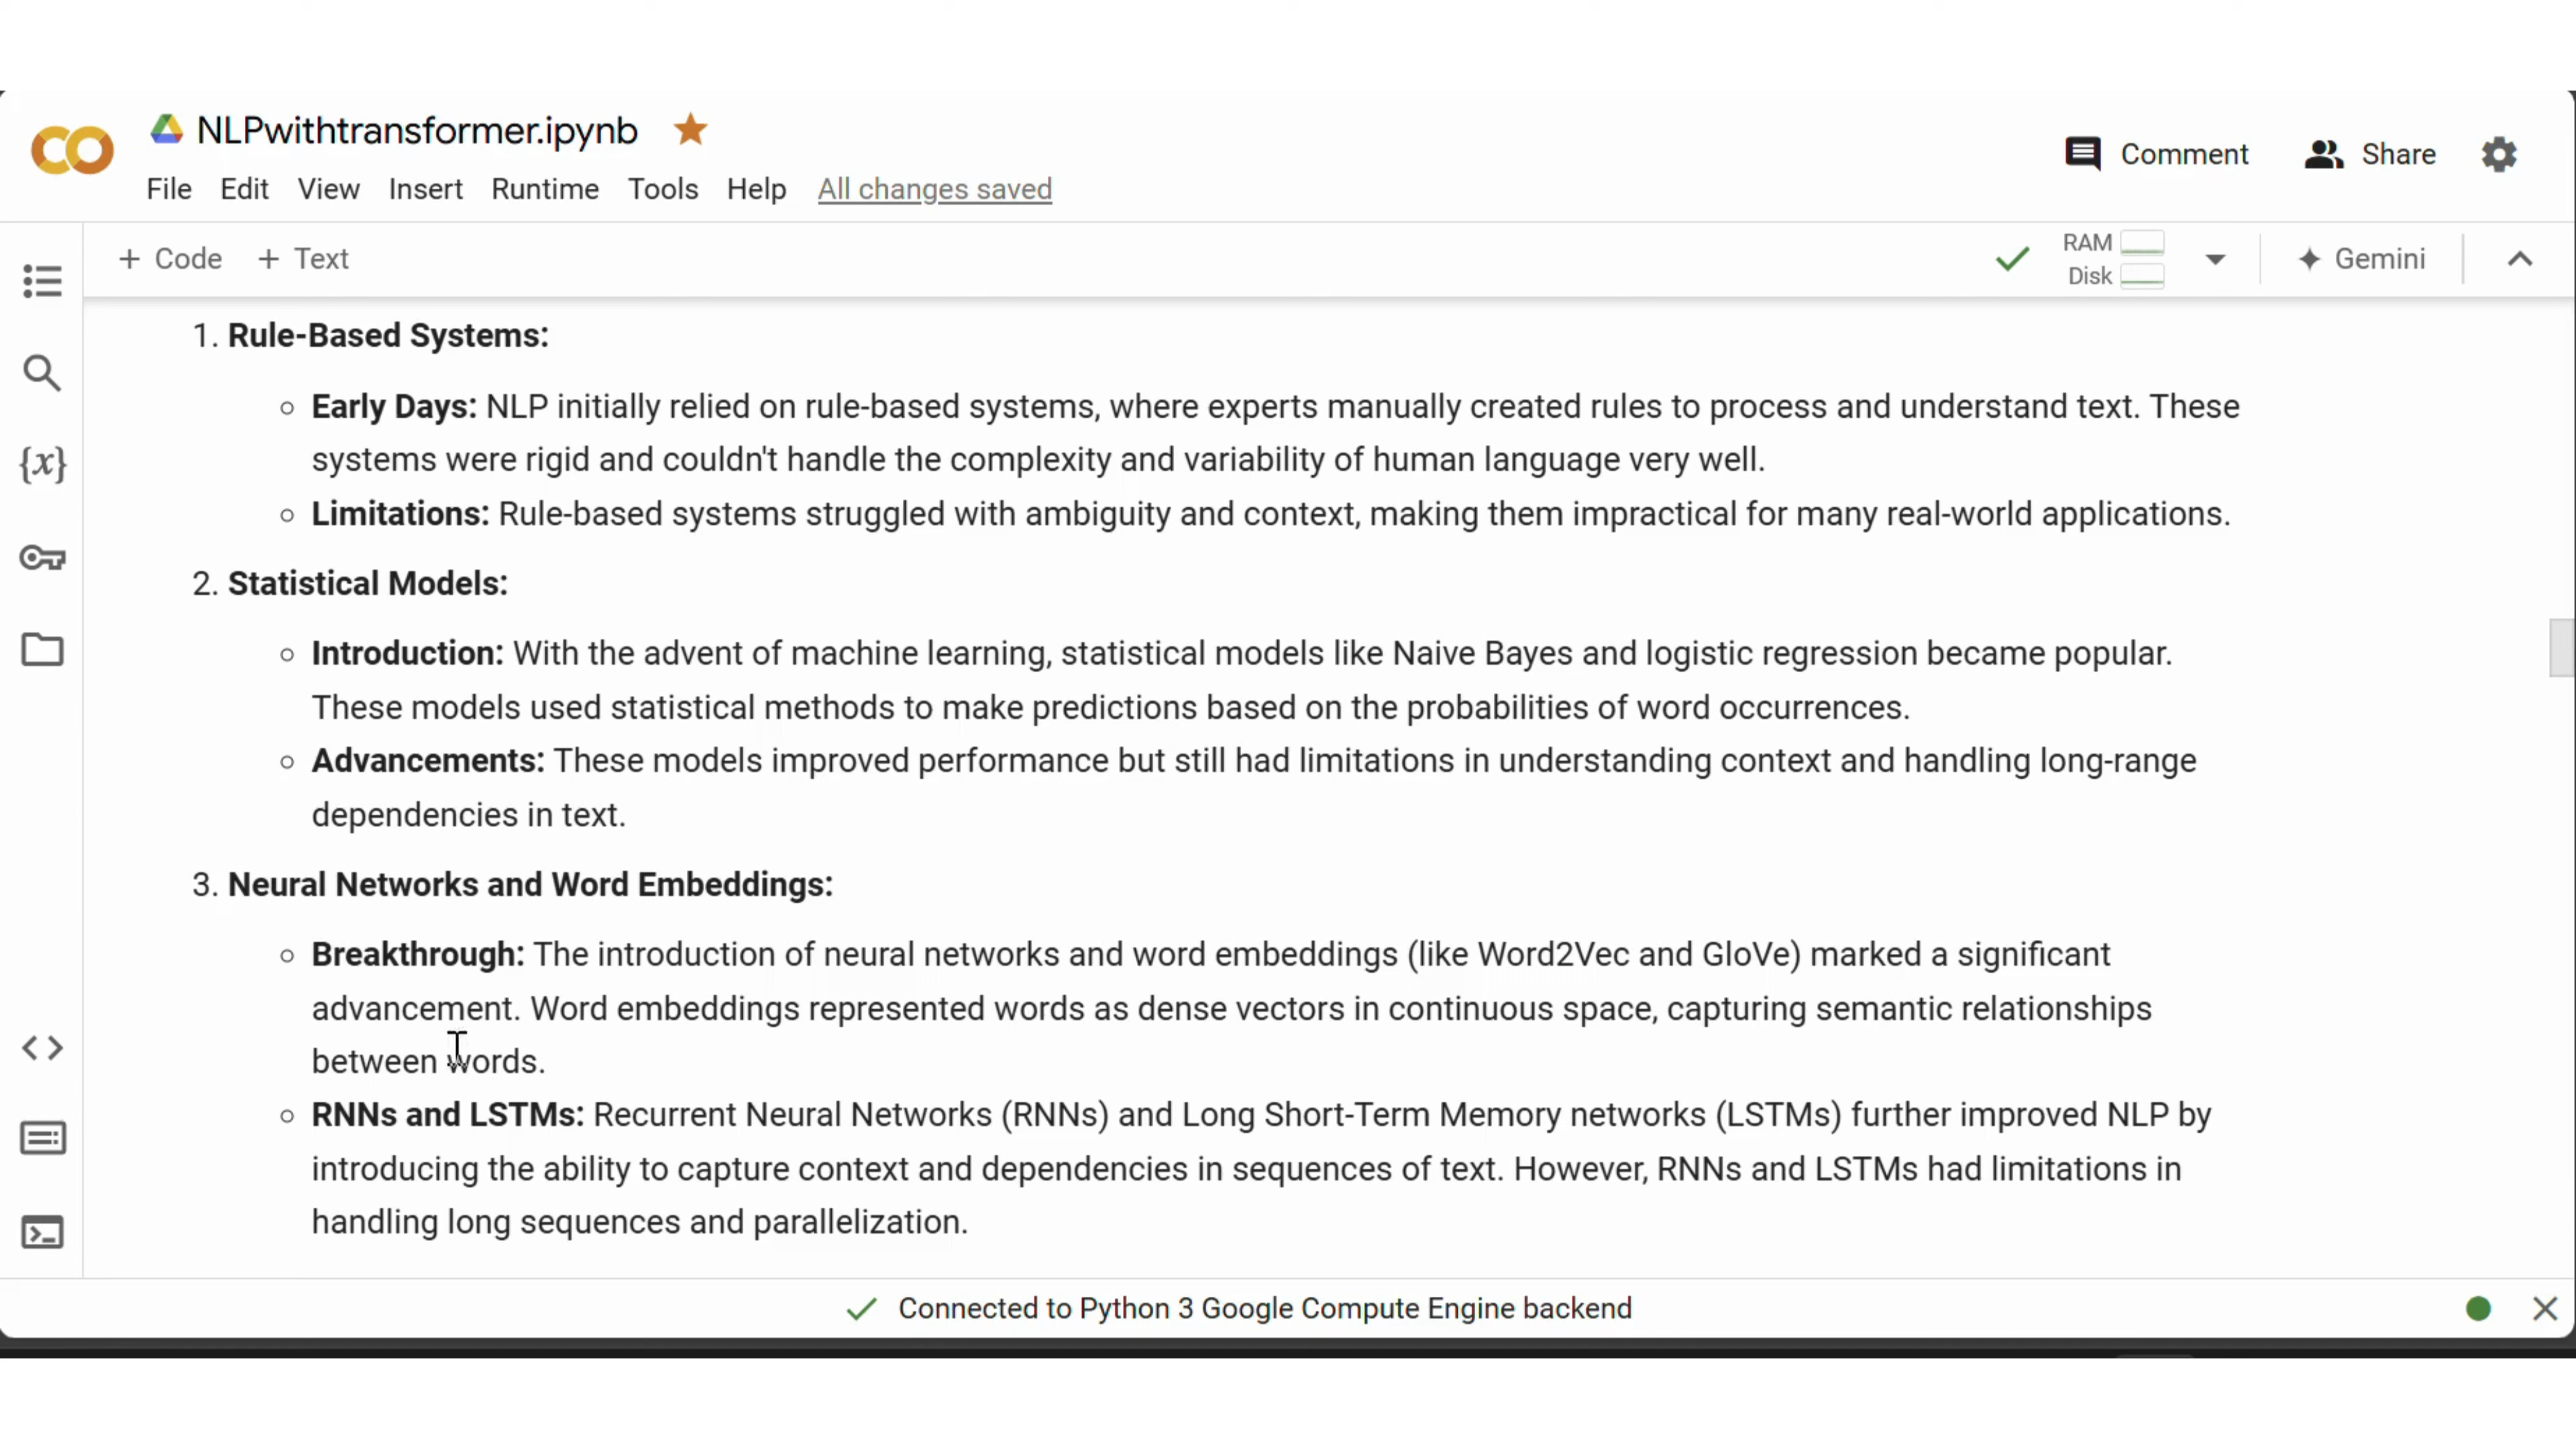 NLPwithtransformer.ipynb
File Edit View Insert Runtime Tools Help All changes saved
Comment Share
+ Code + Text
RAM
Disk
Gemini
{x}
1. Rule-Based Systems:
Early Days: NLP initially relied on rule-based systems, where experts manually created rules to process and understand text. These
systems were rigid and couldn't handle the complexity and variability of human language very well.
Limitations: Rule-based systems struggled with ambiguity and context, making them impractical for many real-world applications.
2. Statistical Models:
Introduction: With the advent of machine learning, statistical models like Naive Bayes and logistic regression became popular.
These models used statistical methods to make predictions based on the probabilities of word occurrences.
Advancements: These models improved performance but still had limitations in understanding context and handling long-range
dependencies in text.
3. Neural Networks and Word Embeddings:
Breakthrough: The introduction of neural networks and word embeddings (like Word2Vec and GloVe) marked a significant
advancement. Word embeddings represented words as dense vectors in continuous space, capturing semantic relationships
between words.
RNNs and LSTMs: Recurrent Neural Networks (RNNs) and Long Short-Term Memory networks (LSTMs) further improved NLP by
introducing the ability to capture context and dependencies in sequences of text. However, RNNs and LSTMs had limitations in
handling long sequences and parallelization.
Connected to Python 3 Google Compute Engine backend